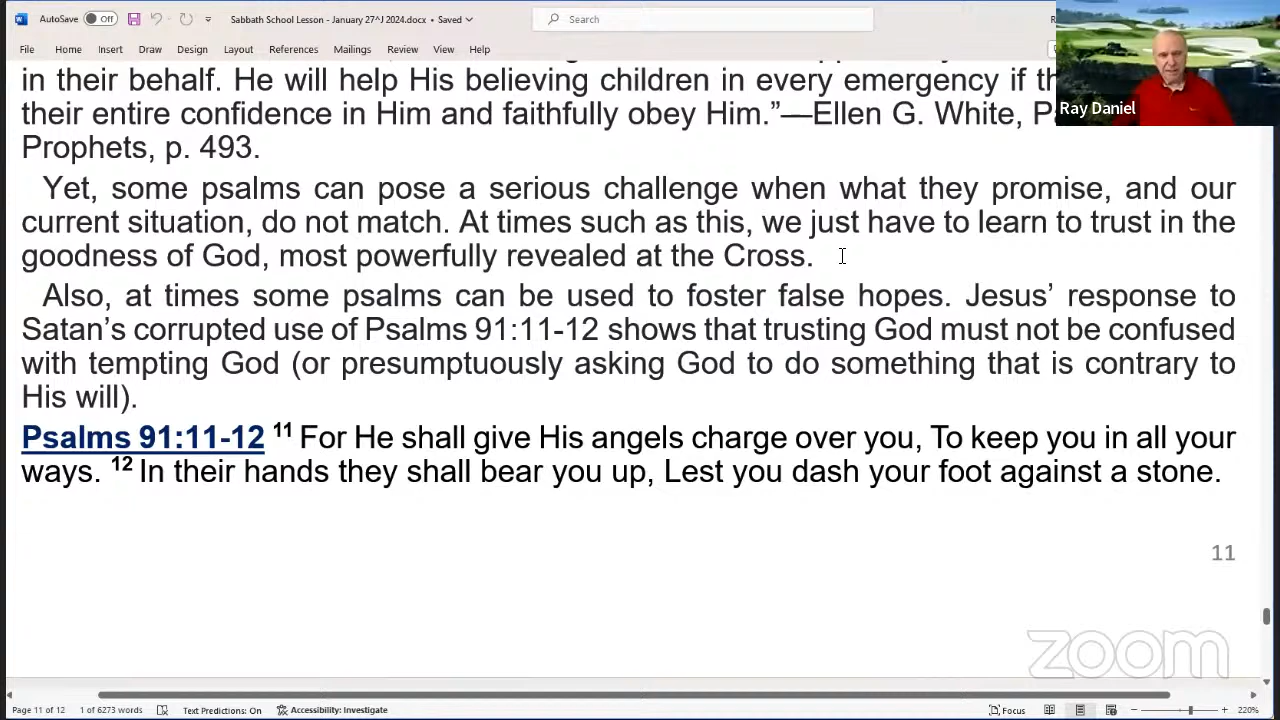 AutoSave Off Sabbath School Lesson - January 27^J 2024.docx • Saved Search
File Home Insert Draw Design Layout References Mailings Review View Help
in their behalf. He will help His believing children in every emergency if
their entire confidence in Him and faithfully obey Him.”—Ellen G. White,
Prophets, p. 493.
Yet, some psalms can pose a serious challenge when what they promise, and our
current situation, do not match. At times such as this, we just have to learn to trust in the
goodness of God, most powerfully revealed at the Cross.
Also, at times some psalms can be used to foster false hopes. Jesus’ response to
Satan’s corrupted use of Psalms 91:11-12 shows that trusting God must not be confused
with tempting God (or presumptuously asking God to do something that is contrary to
His will).
Psalms 91:11-12 11 For He shall give His angels charge over you, To keep you in all your
ways. 12 In their hands they shall bear you up, Lest you dash your foot against a stone.
11
Ray Daniel
zoom
Page 11 of 12 1 of 6273 words Text Predictions: On Accessibility: Investigate Focus 220%